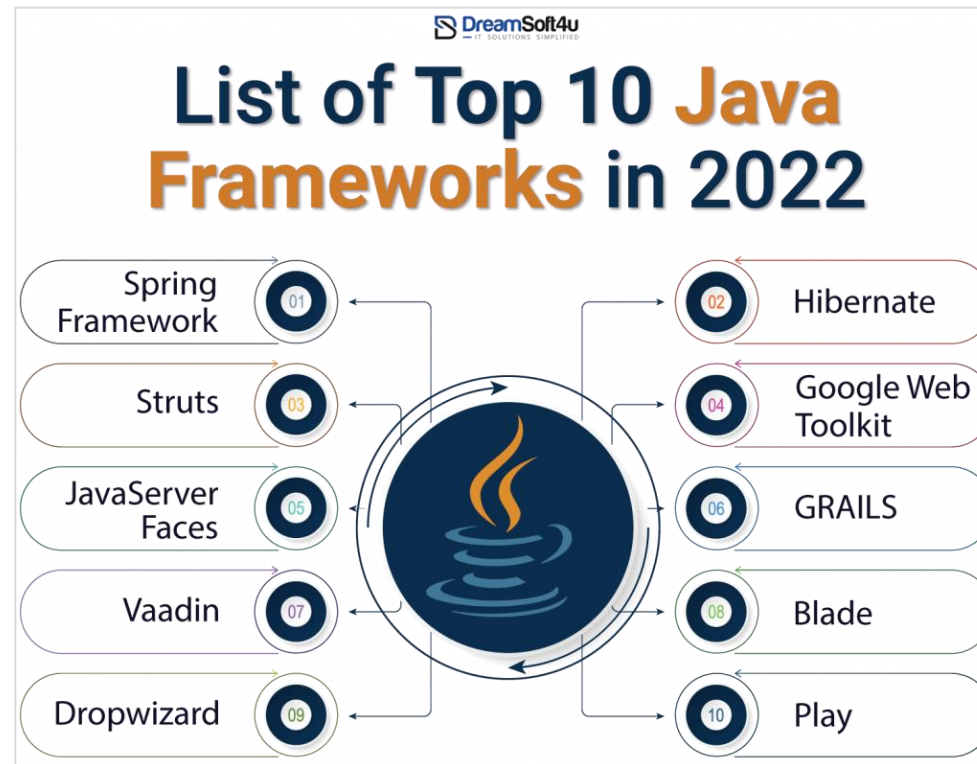 DreamSoft4u
IT SOLUTIONS SIMPLIFIED
List of Top 10 Java
Frameworks in 2022
Spring
Framework
01
02
Hibernate
Struts
03
04
Google Web
Toolkit
JavaServer
Faces
05
06
GRAILS
Vaadin
07
08
Blade
Dropwizard
09
10
Play